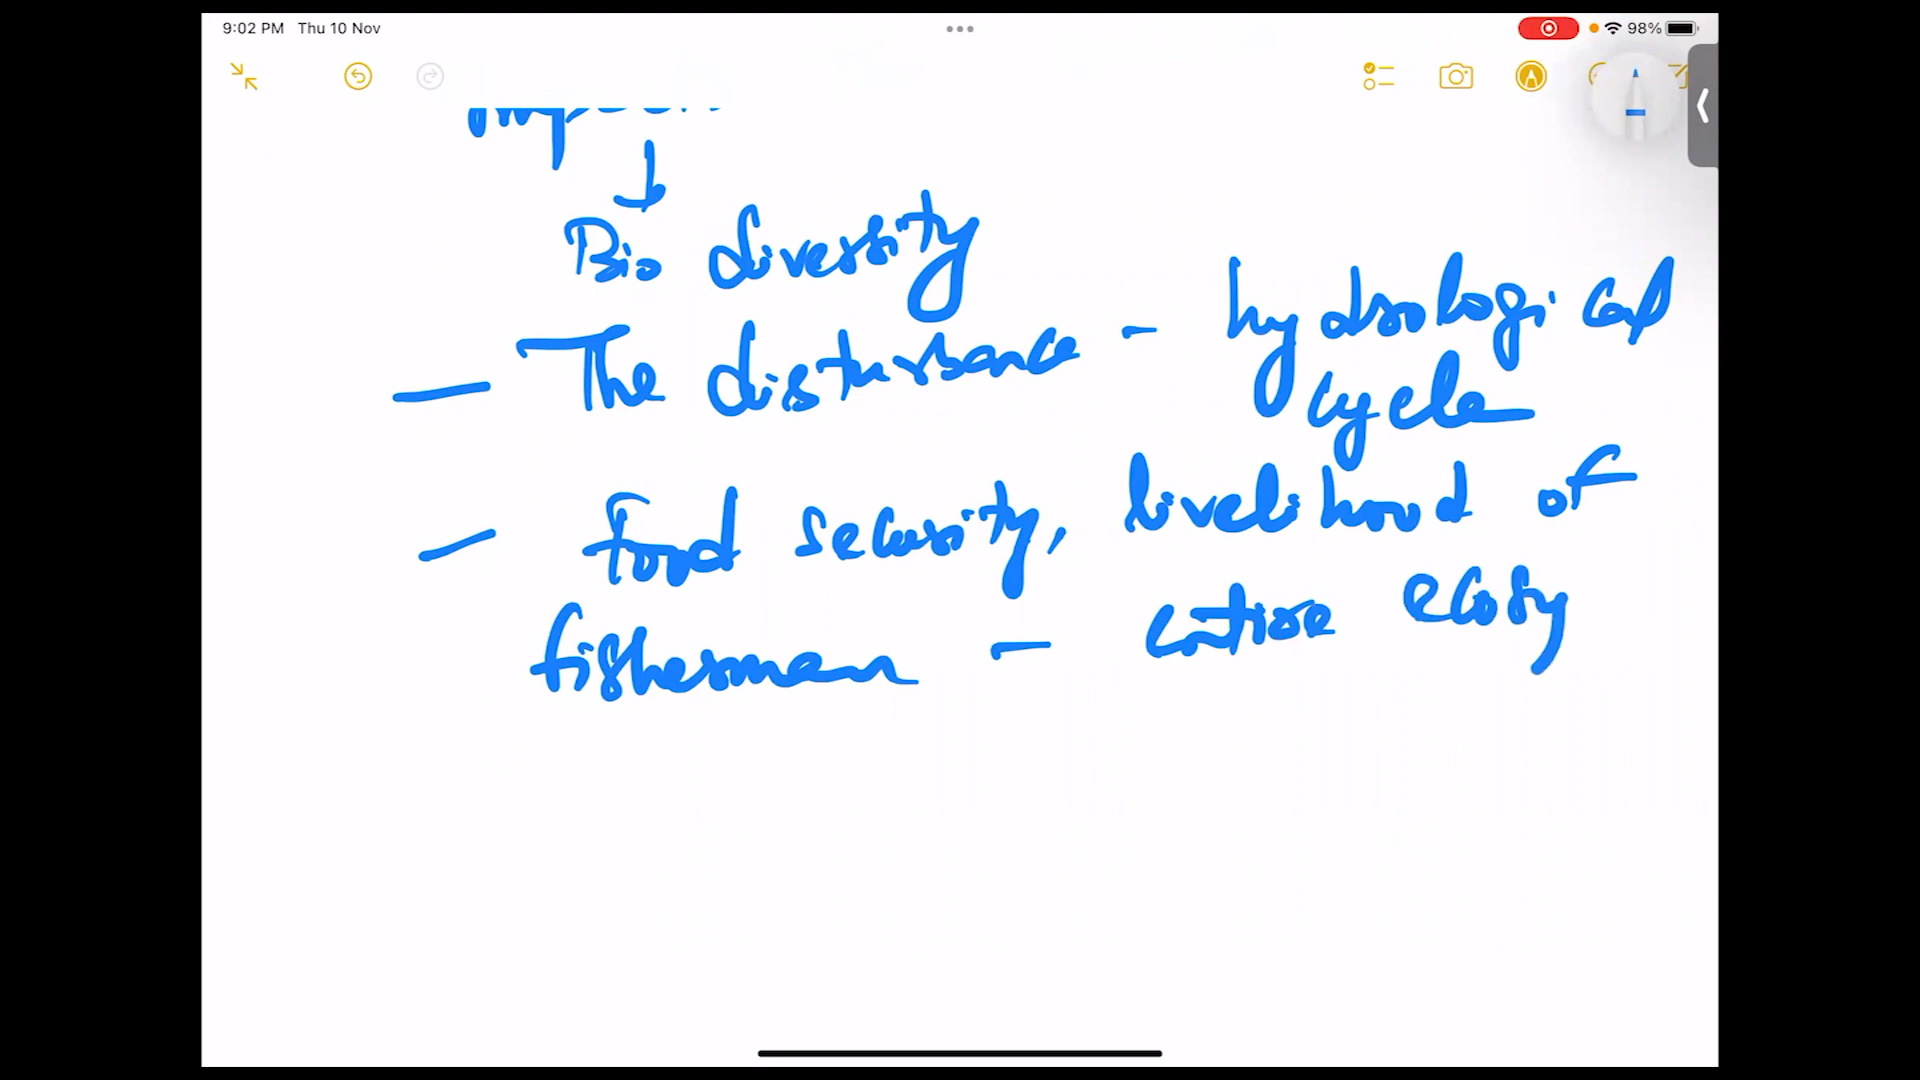 9:02 PM Thu 10 Nov 98%
Bio diversity
— The disturbance - hydrological
cycle
— Food security, livelihood of
fisherman - entire ecosy